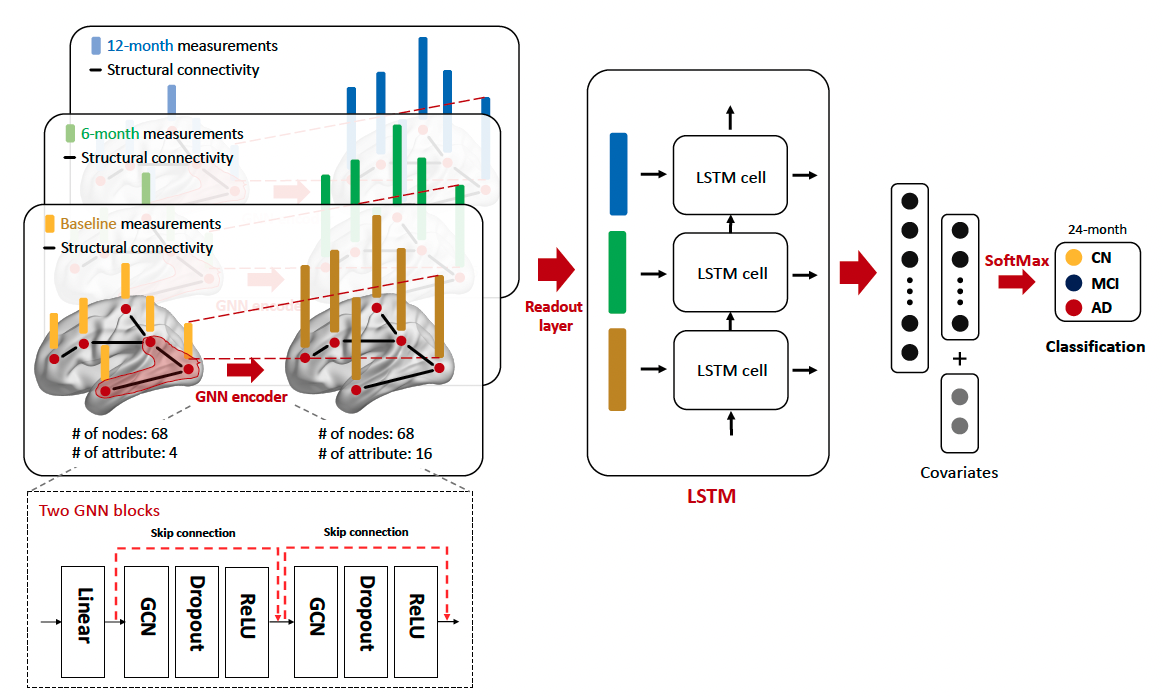 12-month measurements
Structural connectivity
6-month measurements
Structural connectivity
Baseline measurements
Structural connectivity
GNN encoder
# of nodes: 68
# of attribute: 4
# of nodes: 68
# of attribute: 16
Two GNN blocks
Skip connection
Skip connection
Linear
GCN
Dropout
ReLU
GCN
Dropout
ReLU
Readout
layer
LSTM cell
LSTM cell
LSTM cell
LSTM
+
Covariates
SoftMax
24-month
CN
MCI
AD
Classification